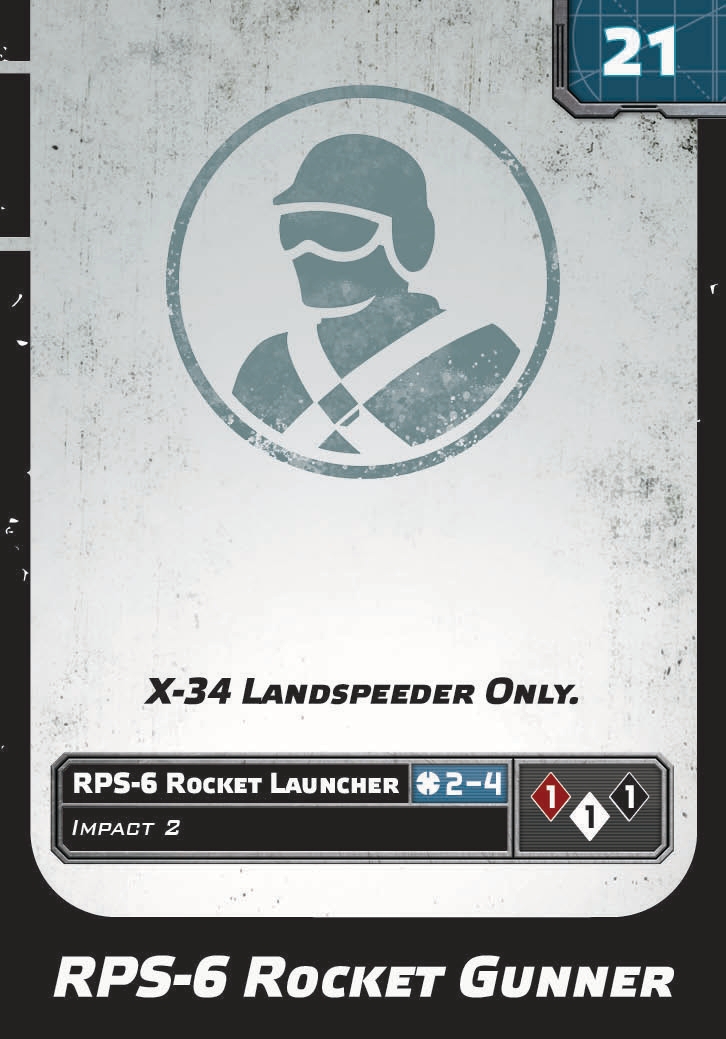 21
X-34 Landspeeder Only.
RPS-6 Rocket Launcher 2-4
Impact 2
1 1 1
RPS-6 Rocket Gunner